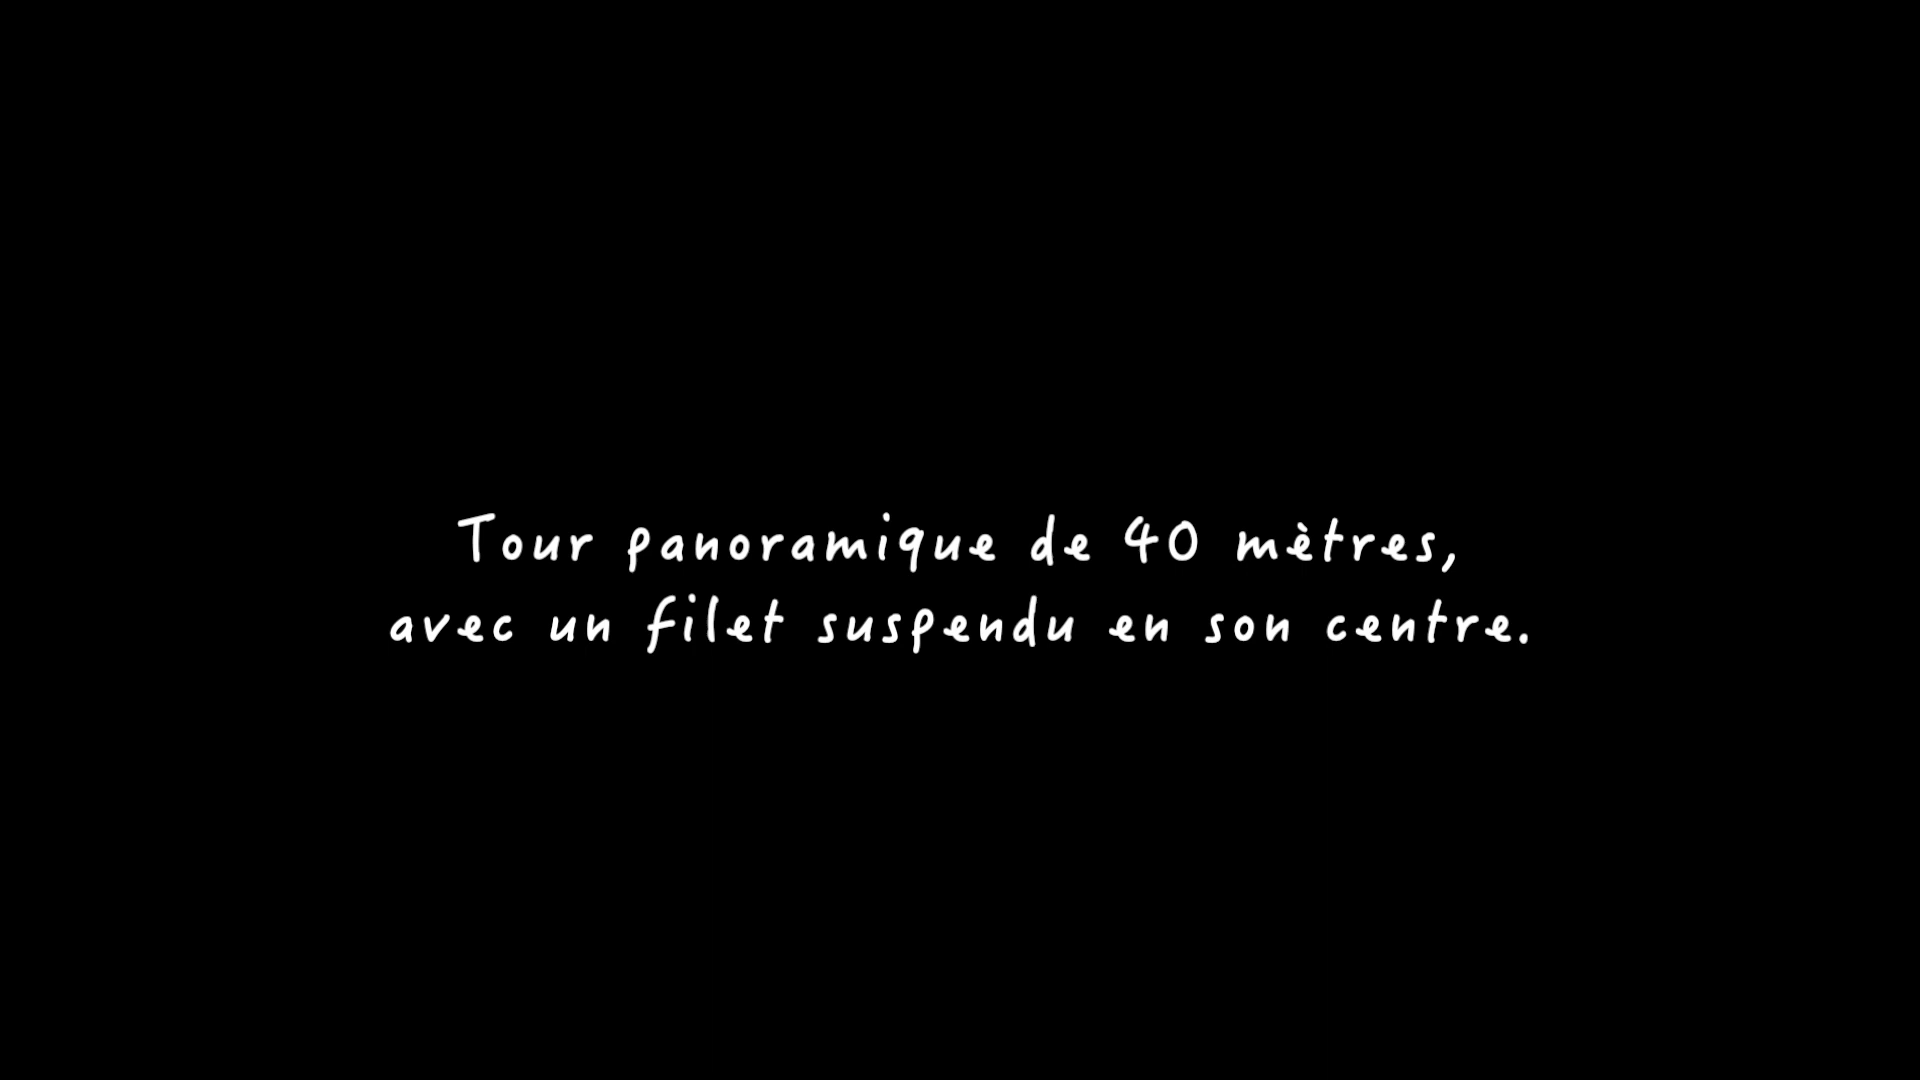 Tour panoramique de 40 mètres,
avec un filet suspendu en son centre.